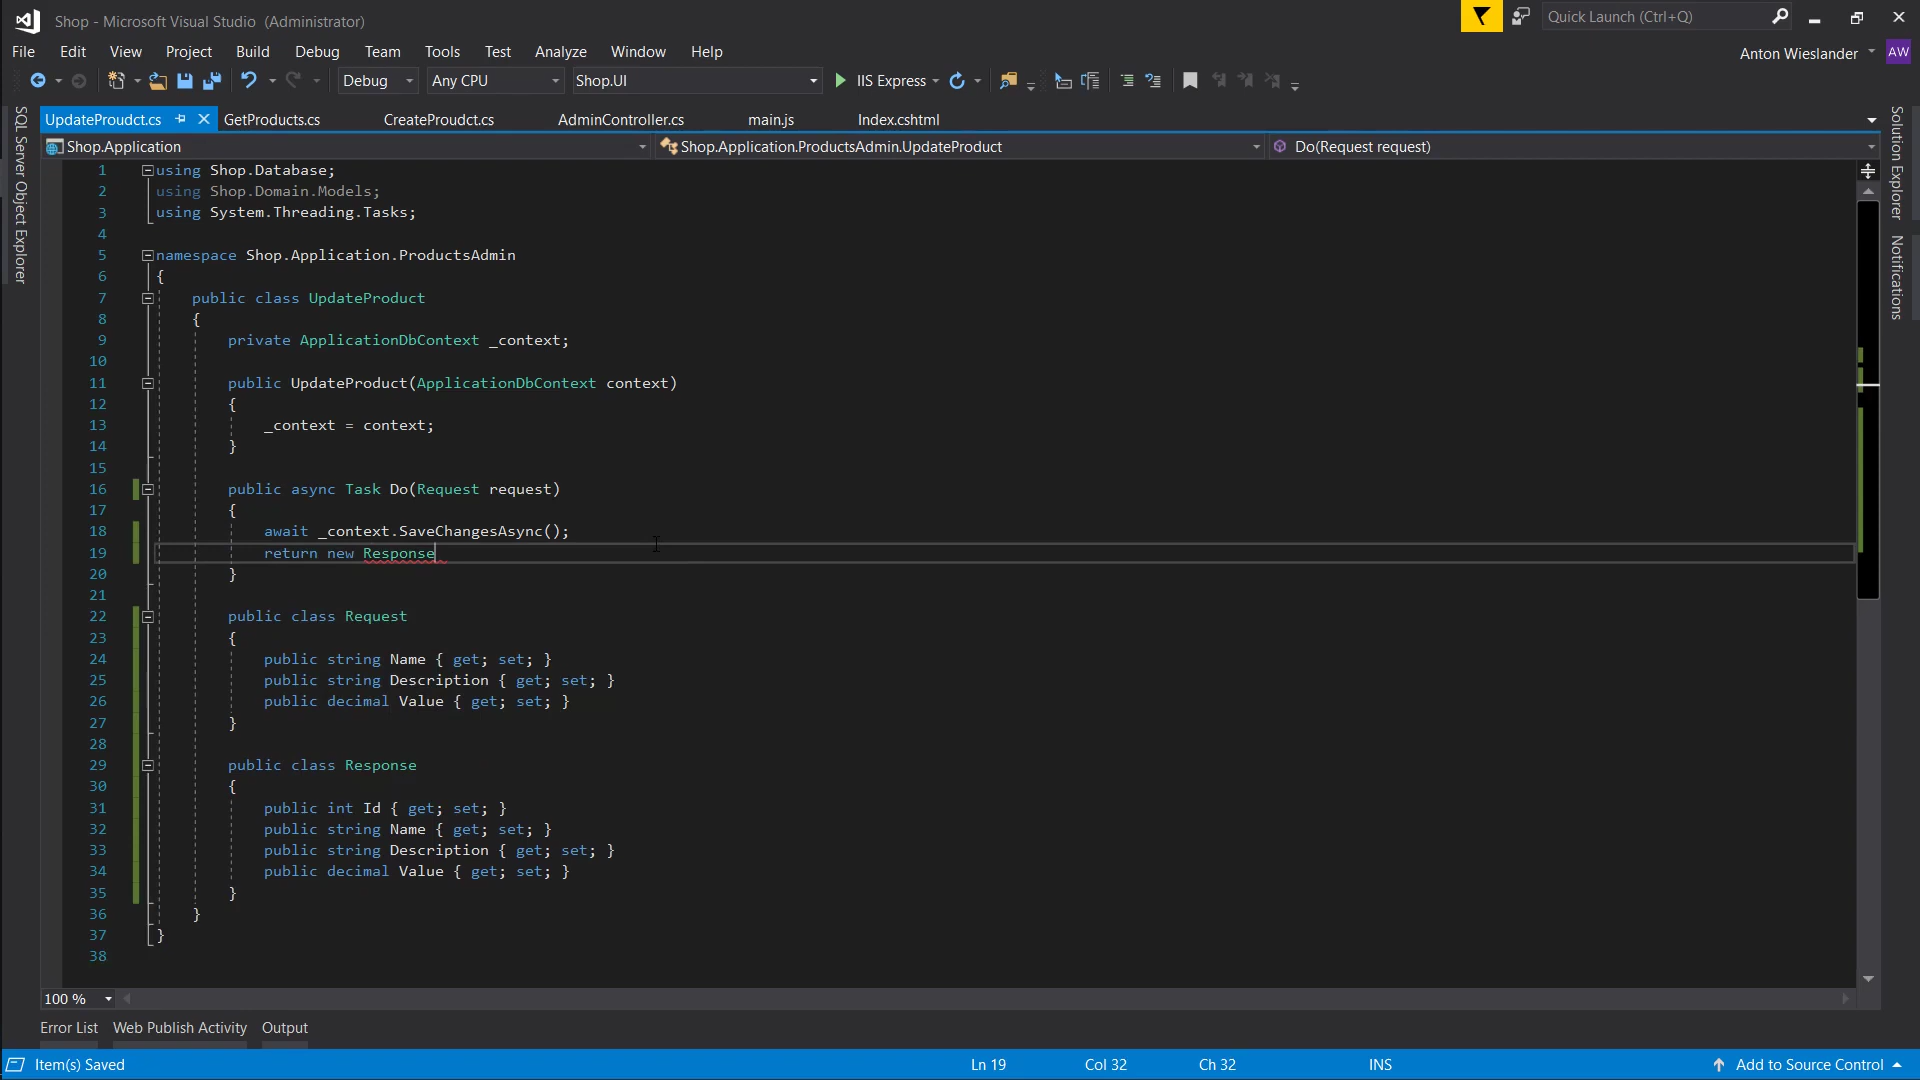 Shop - Microsoft Visual Studio (Administrator)
Quick Launch (Ctrl+Q)
File Edit View Project Build Debug Team Tools Test Analyze Window Help
Anton Wieslander AW
Debug Any CPU Shop.UI IIS Express
UpdateProudct.cs GetProducts.cs CreateProudct.cs AdminController.cs main.js Index.cshtml
Shop.Application Shop.Application.ProductsAdmin.UpdateProduct Do(Request request)
SQL Server Object Explorer
Solution Explorer
Notifications
1 using Shop.Database;
2 using Shop.Domain.Models;
3 using System.Threading.Tasks;
4
5 namespace Shop.Application.ProductsAdmin
6 {
7 public class UpdateProduct
8 {
9 private ApplicationDbContext _context;
10
11 public UpdateProduct(ApplicationDbContext context)
12 {
13 _context = context;
14 }
15
16 public async Task Do(Request request)
17 {
18 await _context.SaveChangesAsync();
19 return new Response
20 }
21
22 public class Request
23 {
24 public string Name { get; set; }
25 public string Description { get; set; }
26 public decimal Value { get; set; }
27 }
28
29 public class Response
30 {
31 public int Id { get; set; }
32 public string Name { get; set; }
33 public string Description { get; set; }
34 public decimal Value { get; set; }
35 }
36 }
37 }
38
100 %
Error List Web Publish Activity Output
Item(s) Saved Ln 19 Col 32 Ch 32 INS Add to Source Control